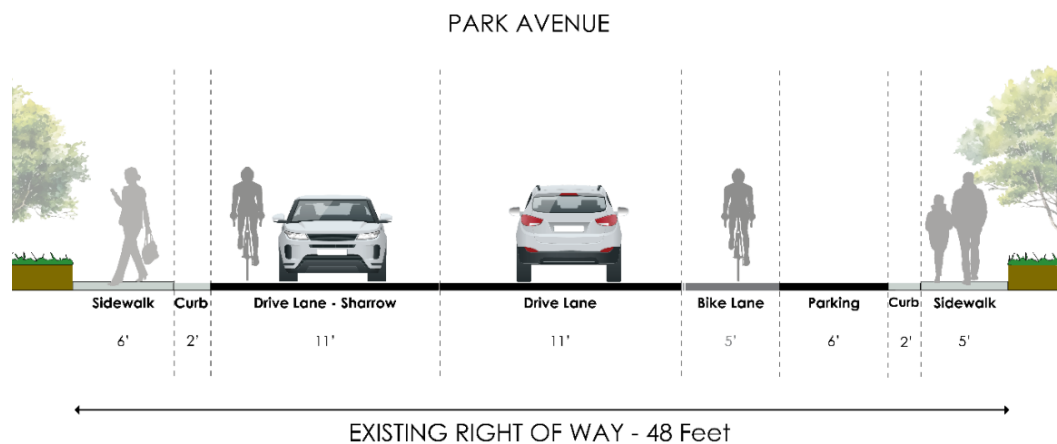 PARK AVENUE
Sidewalk Curb Drive Lane - Sharrow Drive Lane Bike Lane Parking Curb Sidewalk
6' 2' 11' 11' 5' 6' 2' 5'
EXISTING RIGHT OF WAY - 48 Feet